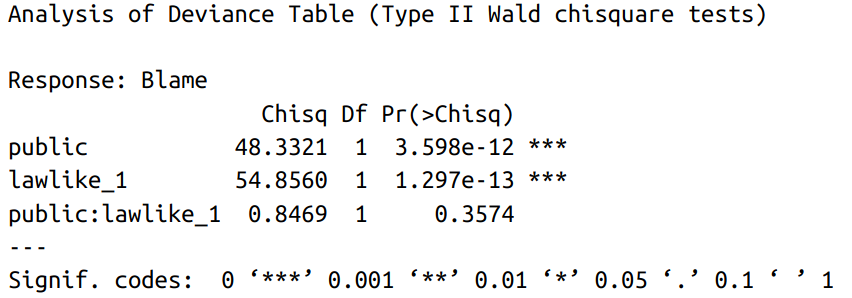 Analysis of Deviance Table (Type II Wald chisquare tests)

Response: Blame
                   Chisq Df Pr(>Chisq)
public           48.3321  1  3.598e-12 ***
lawlike_1        54.8560  1  1.297e-13 ***
public:lawlike_1  0.8469  1     0.3574
---
Signif. codes:  0 ‘***’ 0.001 ‘**’ 0.01 ‘*’ 0.05 ‘.’ 0.1 ‘ ’ 1